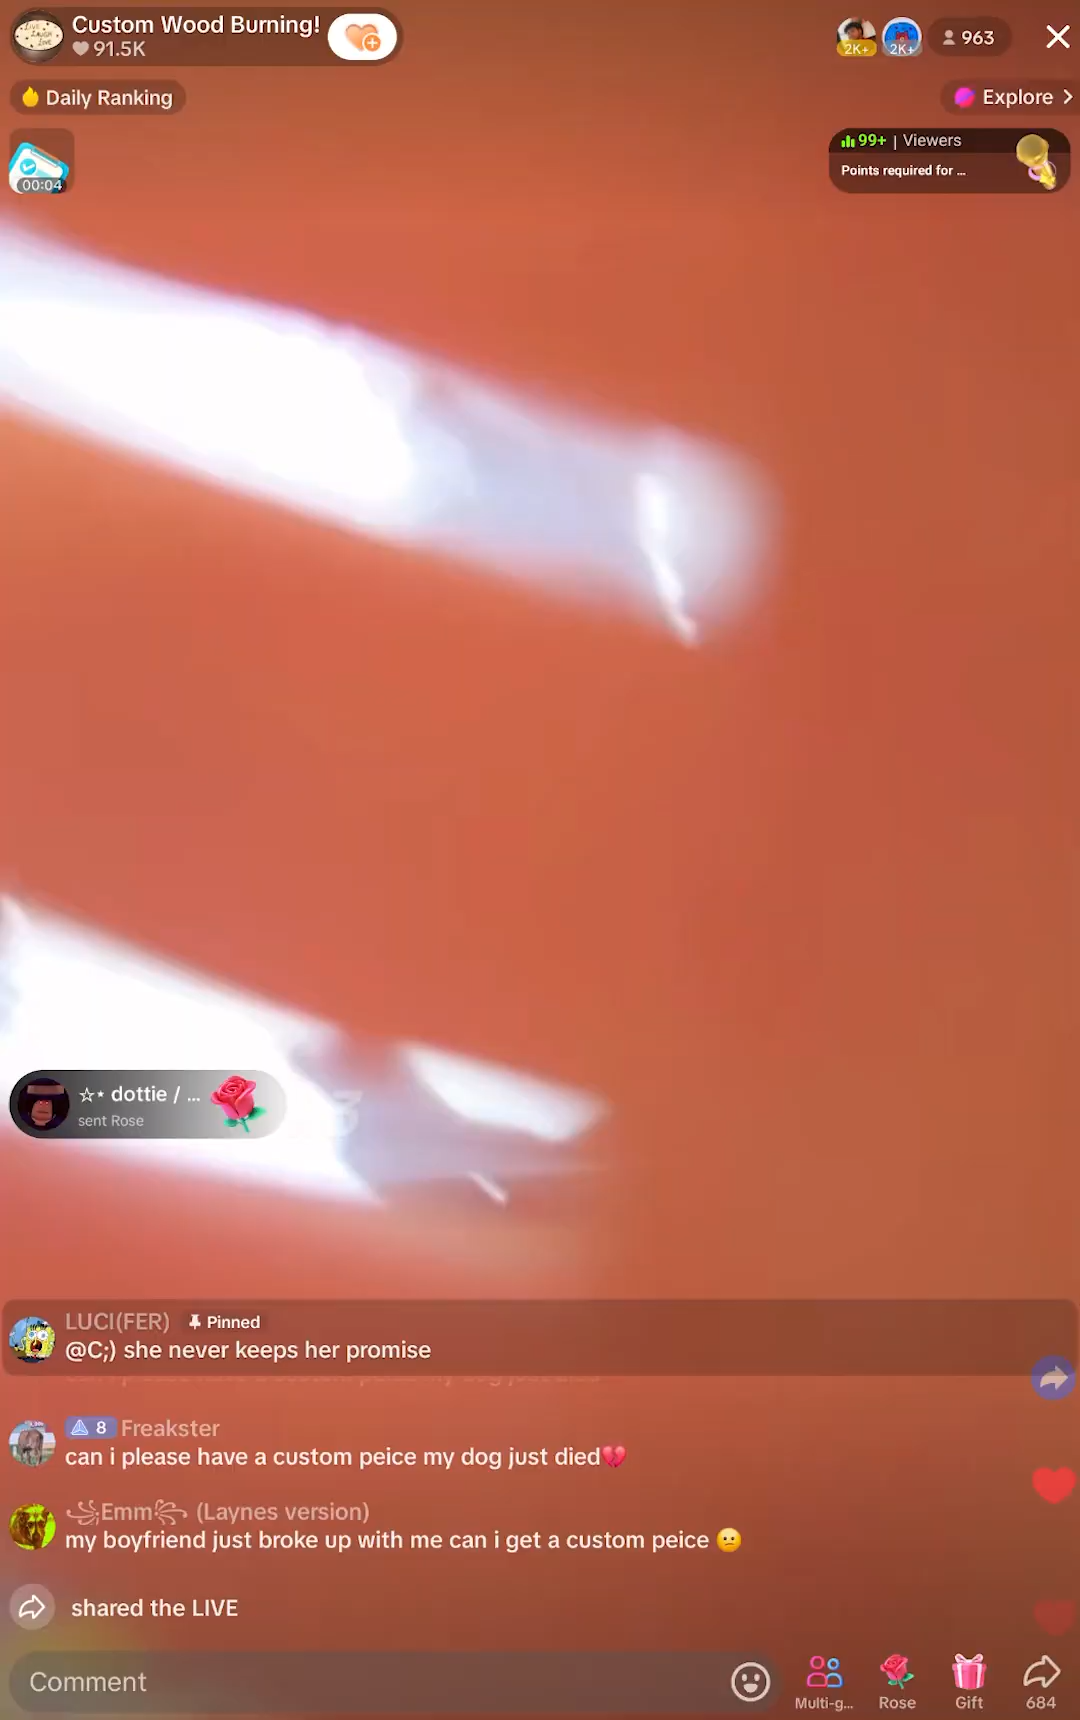 Custom Wood Burning!
91.5K
2K+
2K+
963
Daily Ranking
Explore
00:04
99+ | Viewers
Points required for ...
☆⋆ dottie / ...
sent Rose
LUCI(FER) Pinned
@C;) she never keeps her promise
8 Freakster
can i please have a custom peice my dog just died💔
꧁Emm꧂ (Laynes version)
my boyfriend just broke up with me can i get a custom peice 😕
shared the LIVE
Comment
Multi-g...
Rose
Gift
684